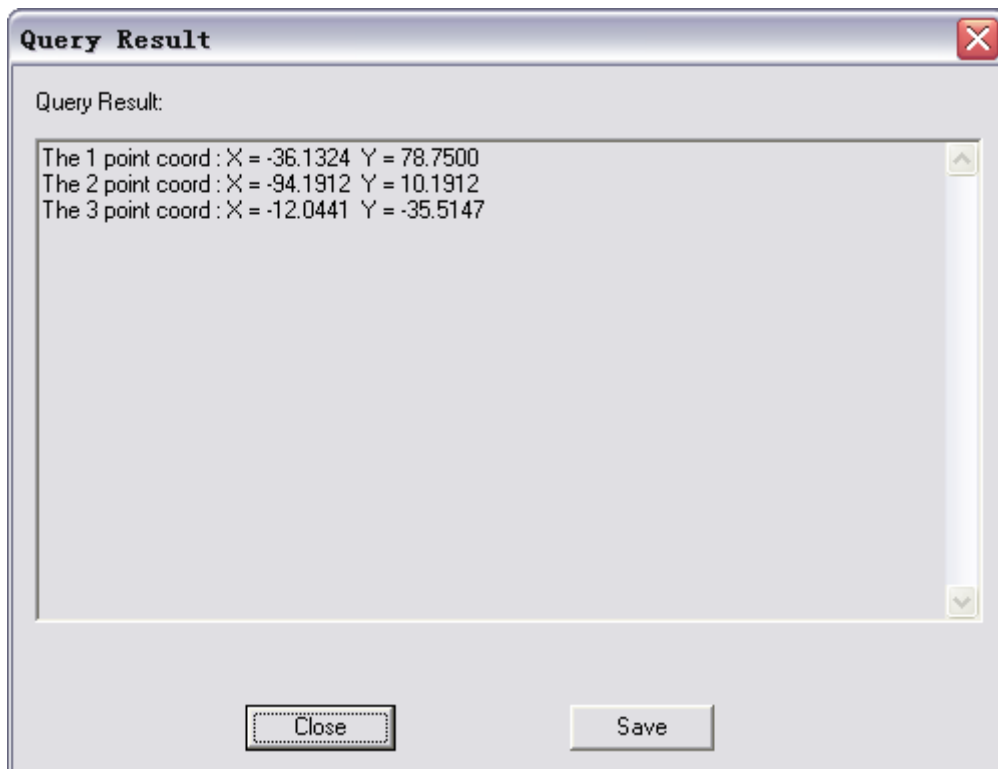 Query Result
Query Result:
The 1 point coord : X = -36.1324  Y = 78.7500
The 2 point coord : X = -94.1912  Y = 10.1912
The 3 point coord : X = -12.0441  Y = -35.5147
Close
Save